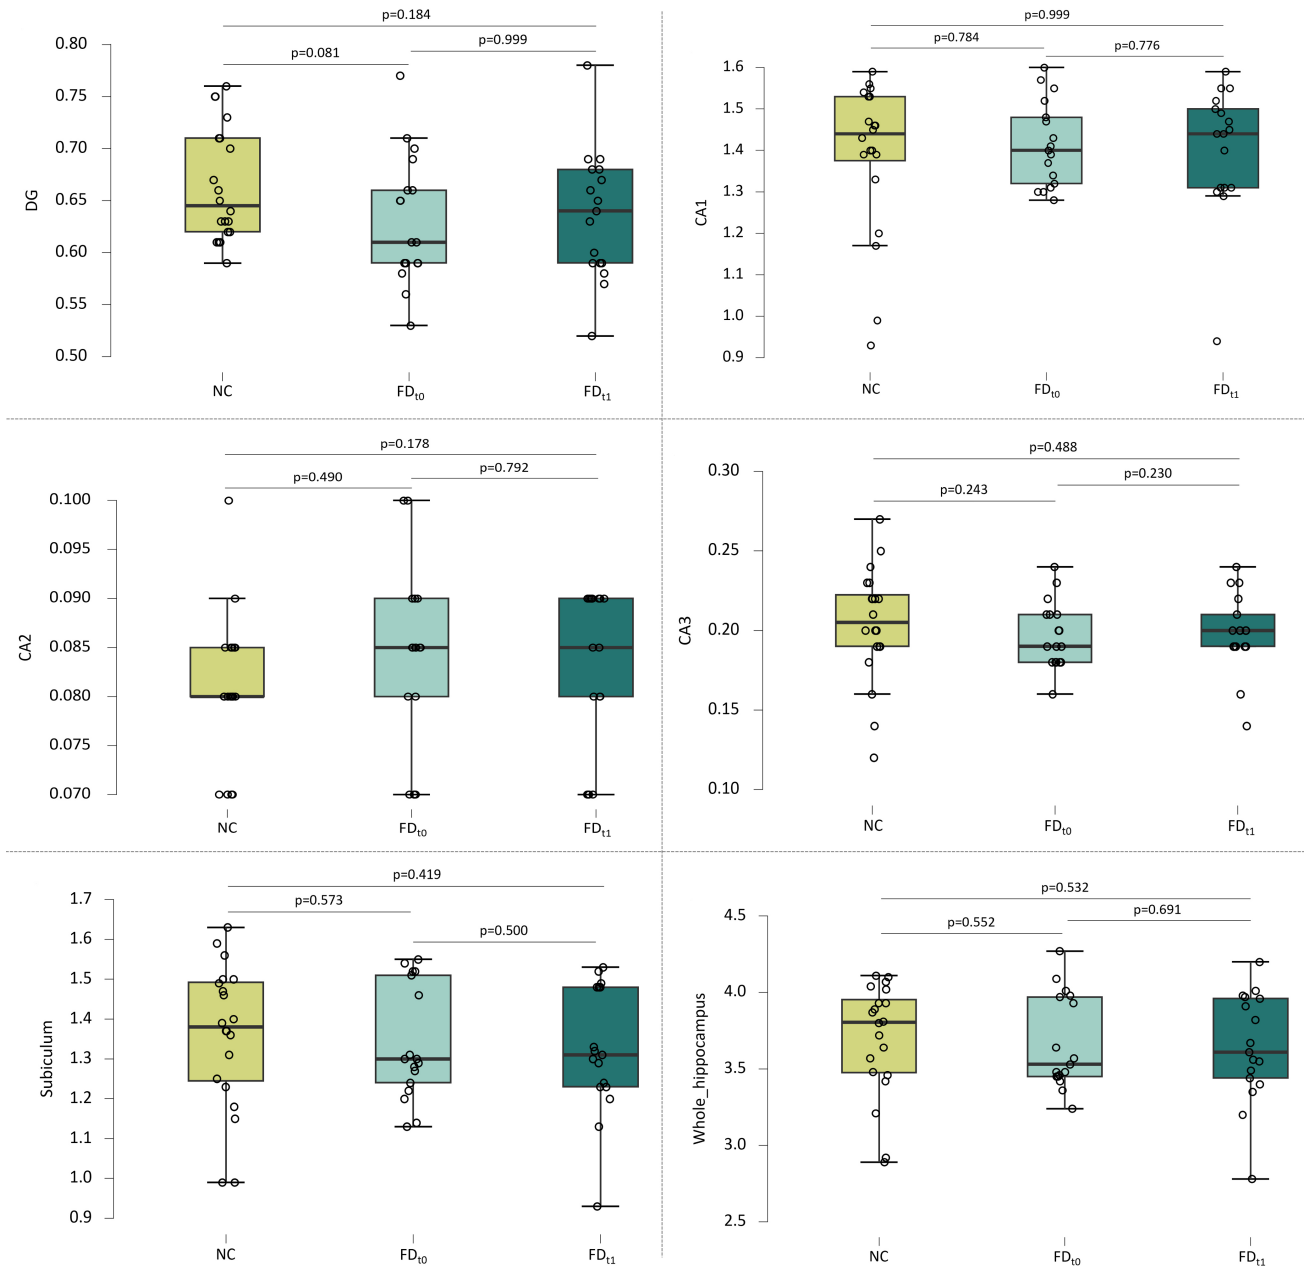 p=0.184
p=0.081
p=0.999
DG
0.80
0.75
0.70
0.65
0.60
0.55
0.50
NC
FDt0
FDt1
p=0.999
p=0.784
p=0.776
CA1
1.6
1.5
1.4
1.3
1.2
1.1
1.0
0.9
NC
FDt0
FDt1
p=0.178
p=0.490
p=0.792
CA2
0.100
0.095
0.090
0.085
0.080
0.075
0.070
NC
FDt0
FDt1
p=0.488
p=0.243
p=0.230
CA3
0.30
0.25
0.20
0.15
0.10
NC
FDt0
FDt1
p=0.419
p=0.573
p=0.500
Subiculum
1.7
1.6
1.5
1.4
1.3
1.2
1.1
1.0
0.9
NC
FDt0
FDt1
p=0.532
p=0.552
p=0.691
Whole_hippocampus
4.5
4.0
3.5
3.0
2.5
NC
FDt0
FDt1